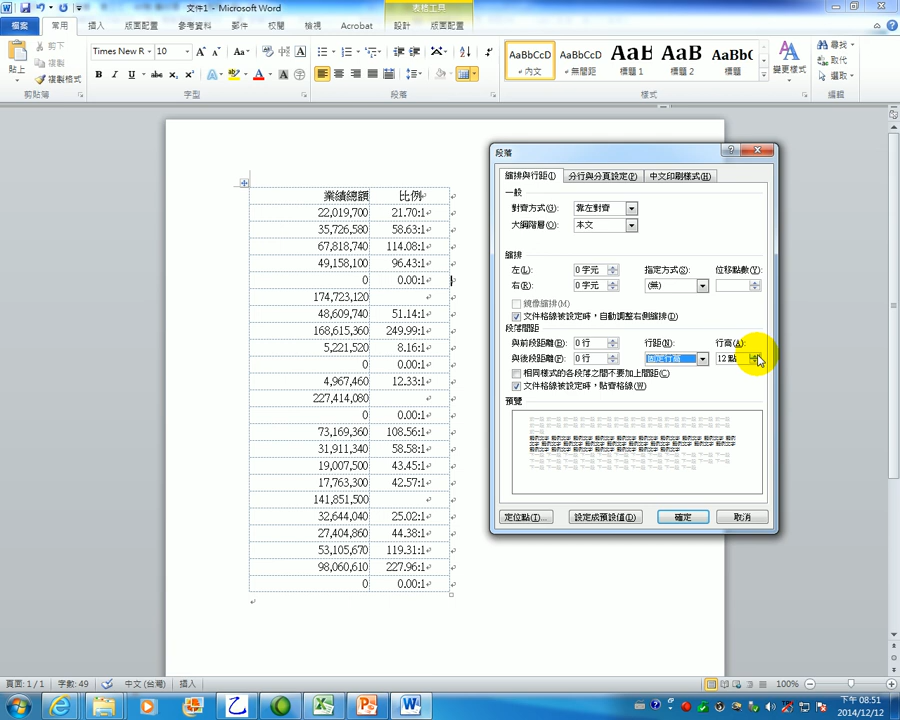 表格工具
文件1 - Microsoft Word
檔案 常用 插入 版面配置 參考資料 郵件 校閱 檢視 Acrobat 設計 版面配置
貼上 剪下 複製 複製格式
Times New R 10
AaBbCcD AaBbCcD AaBb AaB AaBbC
內文 無間距 標題 1 標題 2 標題
變更樣式
尋找 取代 選取
剪貼簿 字型 段落 樣式 編輯
業績總額 比例
22,019,700 21.70:1
35,726,580 58.63:1
67,818,740 114.08:1
49,158,100 96.43:1
0 0.00:1
174,723,120
48,609,740 51.14:1
168,615,360 249.99:1
5,221,520 8.16:1
0 0.00:1
4,967,460 12.33:1
227,414,080
0 0.00:1
73,169,360 108.56:1
31,911,340 58.58:1
19,007,500 43.45:1
17,763,300 42.57:1
141,851,500
32,644,040 25.02:1
27,404,860 44.38:1
53,105,670 119.31:1
98,060,610 227.96:1
0 0.00:1
段落
縮排與行距(I) 分行與分頁設定(P) 中文印刷樣式(H)
一般
對齊方式(G): 靠左對齊
大綱階層(O): 本文
縮排
左(L): 0 字元 指定方式(S): 位移點數(Y):
右(R): 0 字元 (無)
鏡像縮排(M)
文件格線被設定時，自動調整右側縮排(D)
段落間距
與前段距離(B): 0 行 行距(N): 行高(A):
與後段距離(F): 0 行 固定行高 12 點
相同樣式的各段落之間不要加上間距(C)
文件格線被設定時，貼齊格線(W)
預覽
定位點(T)... 設定成預設值(D) 確定 取消
頁面: 1 / 1 字數: 49 中文 (台灣) 插入 100%
下午 08:51
2014/12/12